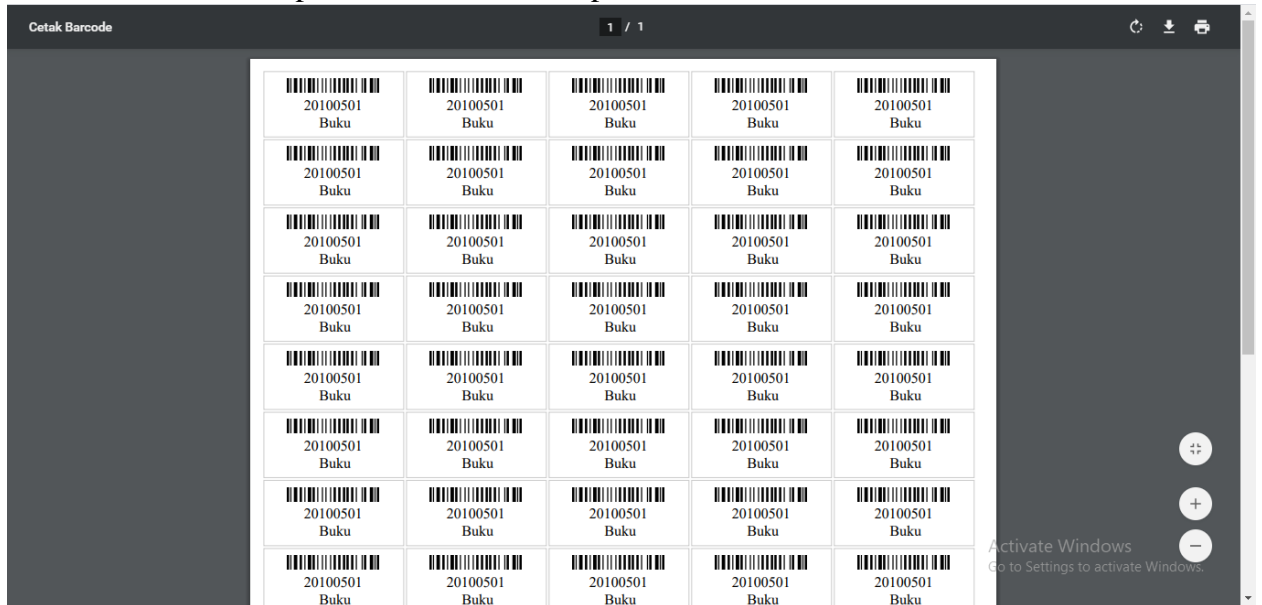 Cetak Barcode
1 / 1
20100501 20100501 20100501 20100501 20100501
Buku Buku Buku Buku Buku
20100501 20100501 20100501 20100501 20100501
Buku Buku Buku Buku Buku
20100501 20100501 20100501 20100501 20100501
Buku Buku Buku Buku Buku
20100501 20100501 20100501 20100501 20100501
Buku Buku Buku Buku Buku
20100501 20100501 20100501 20100501 20100501
Buku Buku Buku Buku Buku
20100501 20100501 20100501 20100501 20100501
Buku Buku Buku Buku Buku
20100501 20100501 20100501 20100501 20100501
Buku Buku Buku Buku Buku
20100501 20100501 20100501 20100501 20100501
Buku Buku Buku Buku Buku
Activate Windows
Go to Settings to activate Windows.